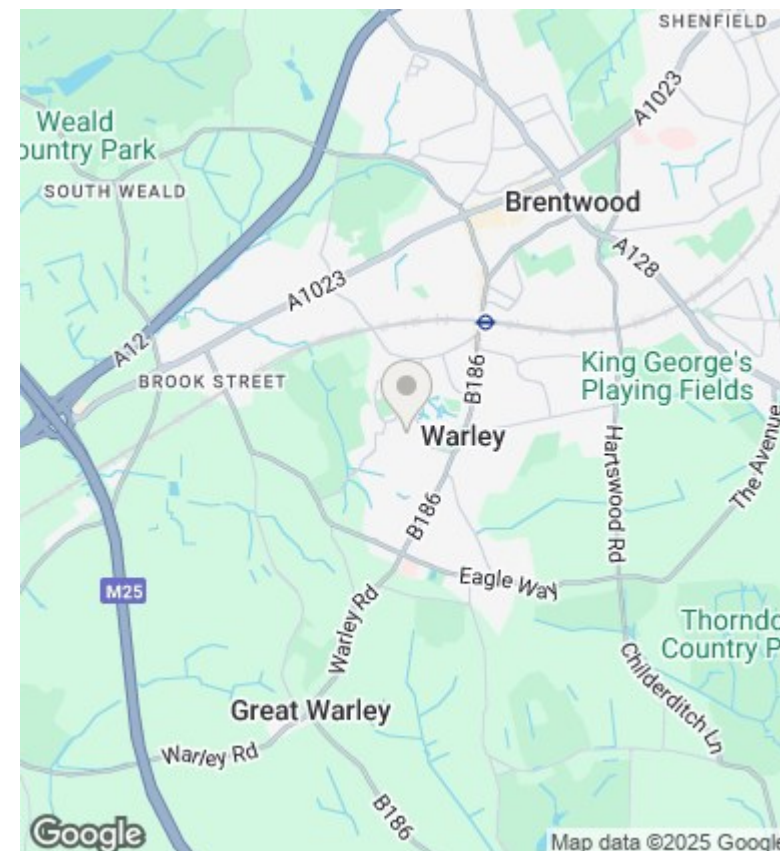 SHENFIELD
A1023
Weald
ountry Park
SOUTH WEALD
Brentwood
A128
A1023
A12
BROOK STREET
B186
King George's
Playing Fields
Warley
Hartswood Rd
The Avenue
B186
M25
Eagle Way
Warley Rd
Thorndo
Country P
Childerditch Ln
Great Warley
Warley Rd
B186
Google
Map data ©2025 Google